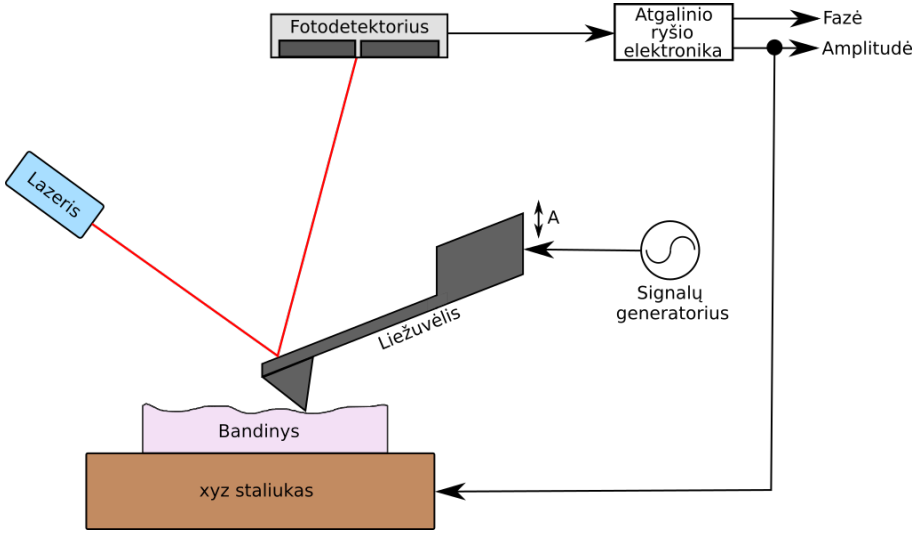 Fotodetektorius
Atgalinio
ryšio
elektronika
Fazė
Amplitudė
Lazeris
A
Signalų
generatorius
Liežuvėlis
Bandinys
xyz staliukas